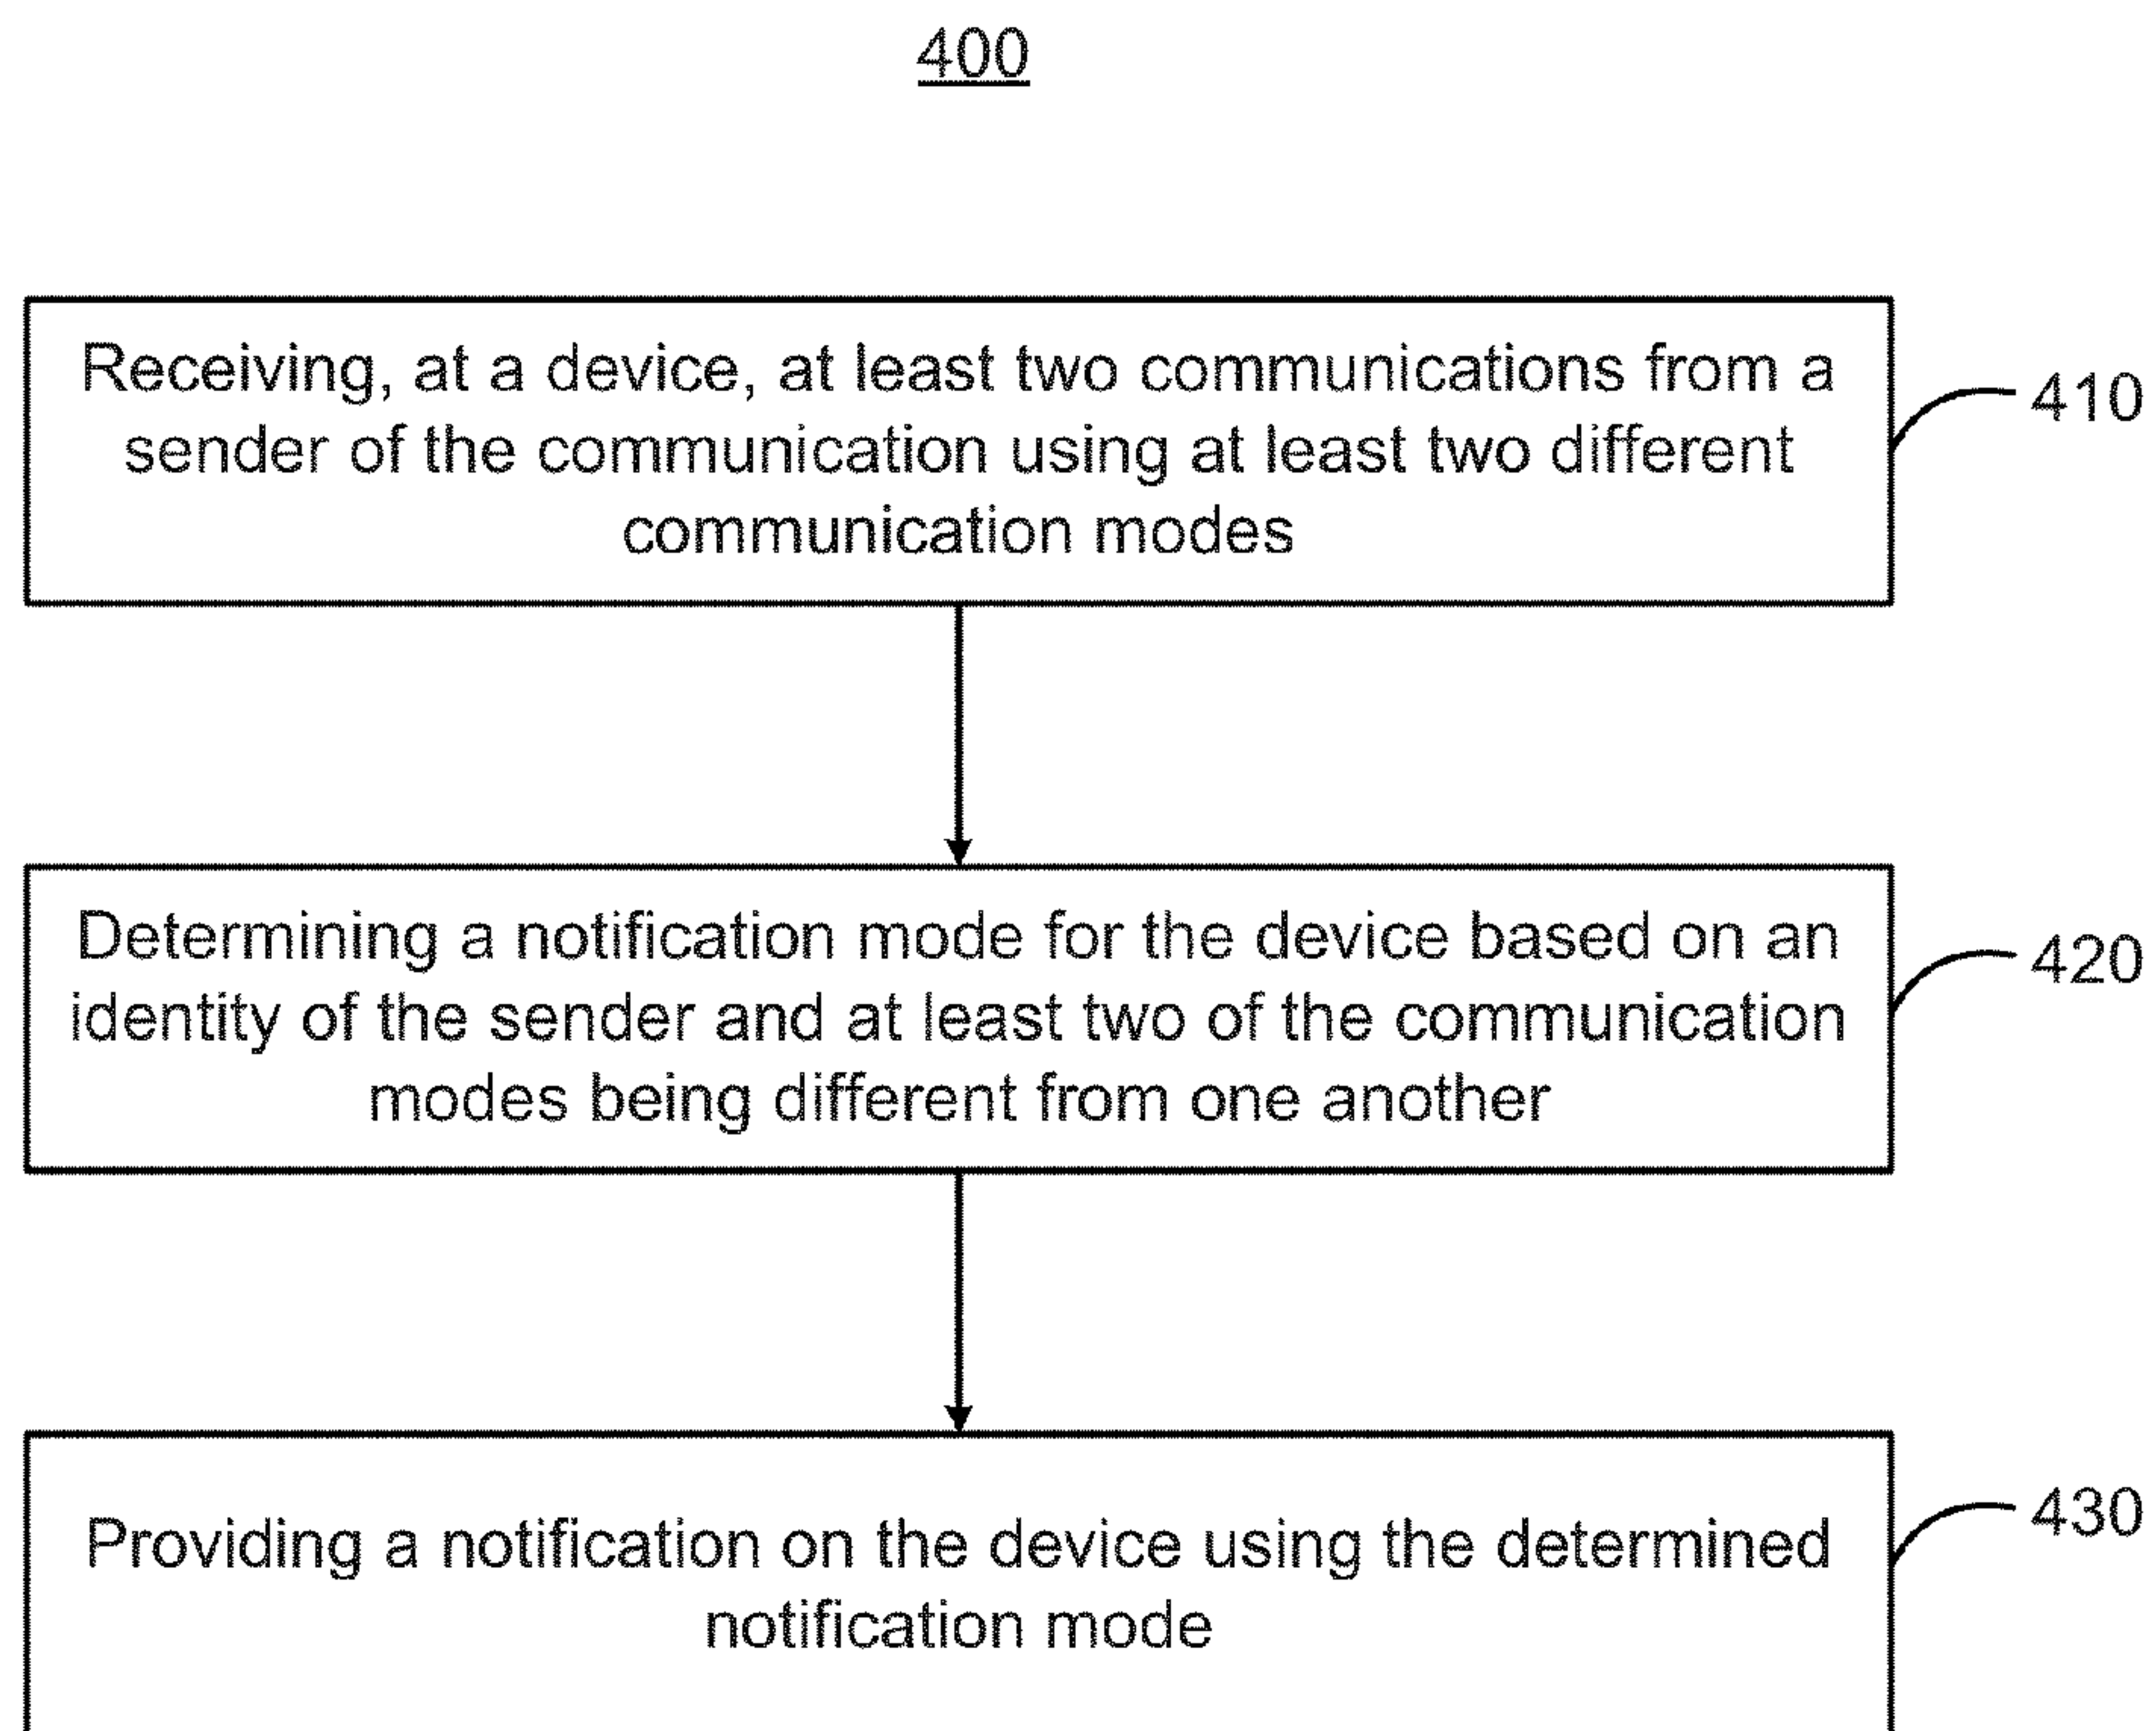 400
Receiving, at a device, at least two communications from a
sender of the communication using at least two different
communication modes
410
Determining a notification mode for the device based on an
identity of the sender and at least two of the communication
modes being different from one another
420
Providing a notification on the device using the determined
notification mode
430